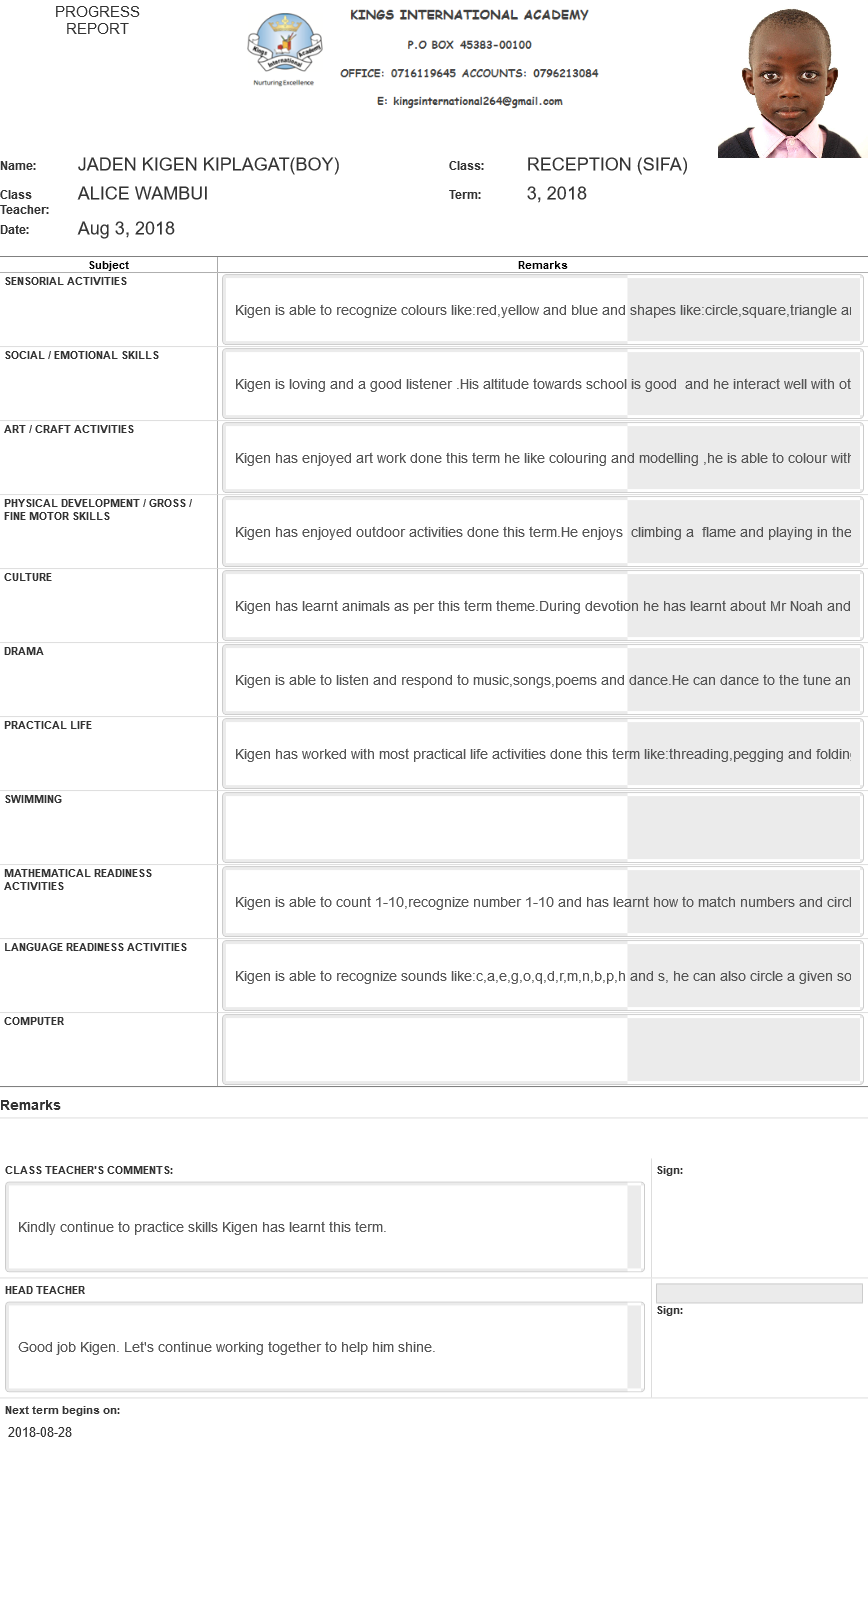 PROGRESS
REPORT
KINGS INTERNATIONAL ACADEMY
P.O BOX 45383-00100
OFFICE: 0716119645 ACCOUNTS: 0796213084
E: kingsinternational264@gmail.com
Kings
International
Academy
Nurturing Excellence
Name: JADEN KIGEN KIPLAGAT(BOY) Class: RECEPTION (SIFA)
Class Teacher: ALICE WAMBUI Term: 3, 2018
Date: Aug 3, 2018
Subject Remarks
SENSORIAL ACTIVITIES
Kigen is able to recognize colours like:red,yellow and blue and shapes like:circle,square,triangle
SOCIAL / EMOTIONAL SKILLS
Kigen is loving and a good listener .His altitude towards school is good  and he interact well with
ART / CRAFT ACTIVITIES
Kigen has enjoyed art work done this term he like colouring and modelling ,he is able to colour with
PHYSICAL DEVELOPMENT / GROSS /
FINE MOTOR SKILLS
Kigen has enjoyed outdoor activities done this term.He enjoys  climbing a  flame and playing in the
CULTURE
Kigen has learnt animals as per this term theme.During devotion he has learnt about Mr Noah and
DRAMA
Kigen is able to listen and respond to music,songs,poems and dance.He can dance to the tune an
PRACTICAL LIFE
Kigen has worked with most practical life activities done this term like:threading,pegging and foldin
SWIMMING
MATHEMATICAL READINESS
ACTIVITIES
Kigen is able to count 1-10,recognize number 1-10 and has learnt how to match numbers and circl
LANGUAGE READINESS ACTIVITIES
Kigen is able to recognize sounds like:c,a,e,g,o,q,d,r,m,n,b,p,h and s, he can also circle a given so
COMPUTER
Remarks
CLASS TEACHER'S COMMENTS: Sign:
Kindly continue to practice skills Kigen has learnt this term.
HEAD TEACHER
Sign:
Good job Kigen. Let's continue working together to help him shine.
Next term begins on:
2018-08-28